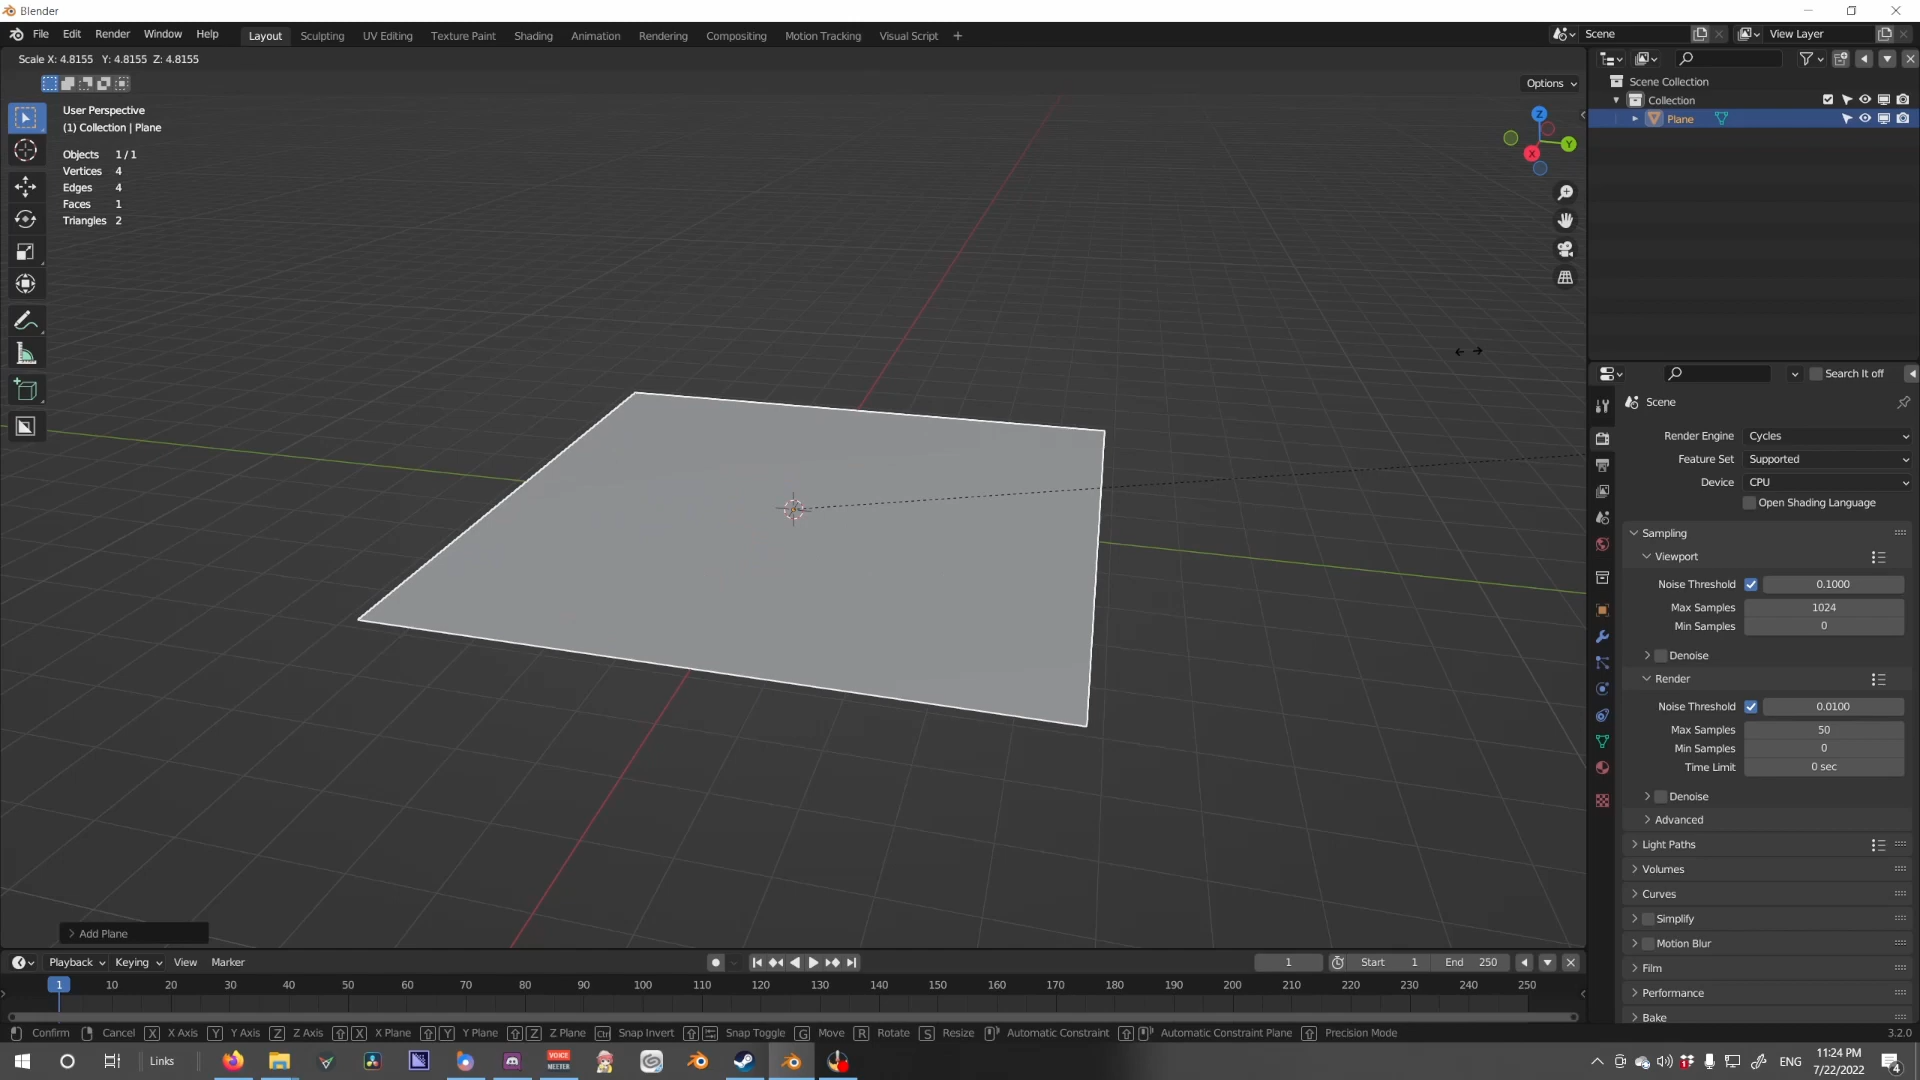 Blender
File Edit Render Window Help Layout Sculpting UV Editing Texture Paint Shading Animation Rendering Compositing Motion Tracking Visual Script + Scene View Layer
Scale X: 4.8155 Y: 4.8155 Z: 4.8155
Options
User Perspective
(1) Collection | Plane
Objects 1/1
Vertices 4
Edges 4
Faces 1
Triangles 2
Z
Y
X
Scene Collection
Collection
Plane
Search It off
Scene
Render Engine Cycles
Feature Set Supported
Device CPU
Open Shading Language
Sampling
Viewport
Noise Threshold 0.1000
Max Samples 1024
Min Samples 0
Denoise
Render
Noise Threshold 0.0100
Max Samples 50
Min Samples 0
Time Limit 0 sec
Denoise
Advanced
Light Paths
Volumes
Curves
Simplify
Motion Blur
Film
Performance
Bake
Add Plane
Playback Keying View Marker 1 Start 1 End 250
1 10 20 30 40 50 60 70 80 90 100 110 120 130 140 150 160 170 180 190 200 210 220 230 240 250
Confirm Cancel X X Axis Y Y Axis Z Z Axis X X Plane Y Y Plane Z Z Plane Ctrl Snap Invert Snap Toggle G Move R Rotate S Resize Automatic Constraint Automatic Constraint Plane Precision Mode 3.2.0
Links VOICE MEETER ENG 11:24 PM
7/22/2022 4